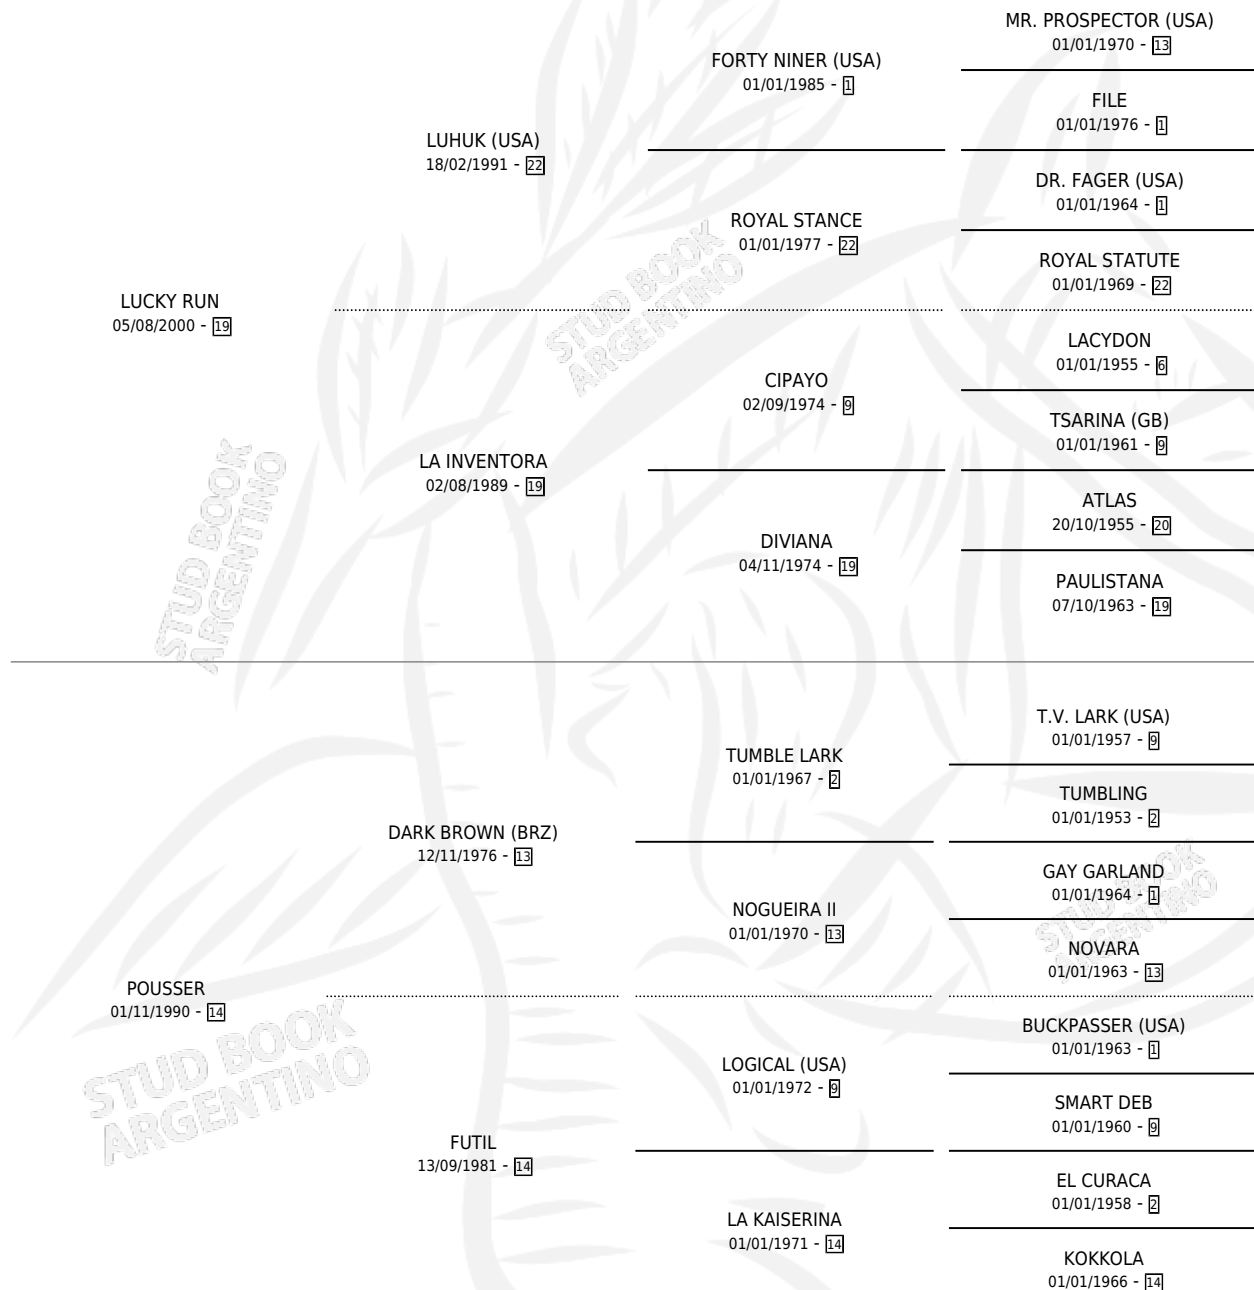 MR. PROSPECTOR (USA)
01/01/1970 - 13
FORTY NINER (USA)
01/01/1985 - 1
FILE
01/01/1976 - 1
LUHUK (USA)
18/02/1991 - 22
DR. FAGER (USA)
01/01/1964 - 1
ROYAL STANCE
01/01/1977 - 22
ROYAL STATUTE
01/01/1969 - 22
LUCKY RUN
05/08/2000 - 19
LACYDON
01/01/1955 - 6
CIPAYO
02/09/1974 - 9
TSARINA (GB)
01/01/1961 - 9
LA INVENTORA
02/08/1989 - 19
ATLAS
20/10/1955 - 20
DIVIANA
04/11/1974 - 19
PAULISTANA
07/10/1963 - 19
T.V. LARK (USA)
01/01/1957 - 9
TUMBLE LARK
01/01/1967 - 2
TUMBLING
01/01/1953 - 2
DARK BROWN (BRZ)
12/11/1976 - 13
GAY GARLAND
01/01/1964 - 1
NOGUEIRA II
01/01/1970 - 13
NOVARA
01/01/1963 - 13
POUSSER
01/11/1990 - 14
BUCKPASSER (USA)
01/01/1963 - 1
LOGICAL (USA)
01/01/1972 - 9
SMART DEB
01/01/1960 - 9
FUTIL
13/09/1981 - 14
EL CURACA
01/01/1958 - 2
LA KAISERINA
01/01/1971 - 14
KOKKOLA
01/01/1966 - 14
STUD BOOK
ARGENTINO
STUD BOOK
ARGENTINO
STUD BOOK
ARGENTINO
STUD BOOK
ARGENTINO